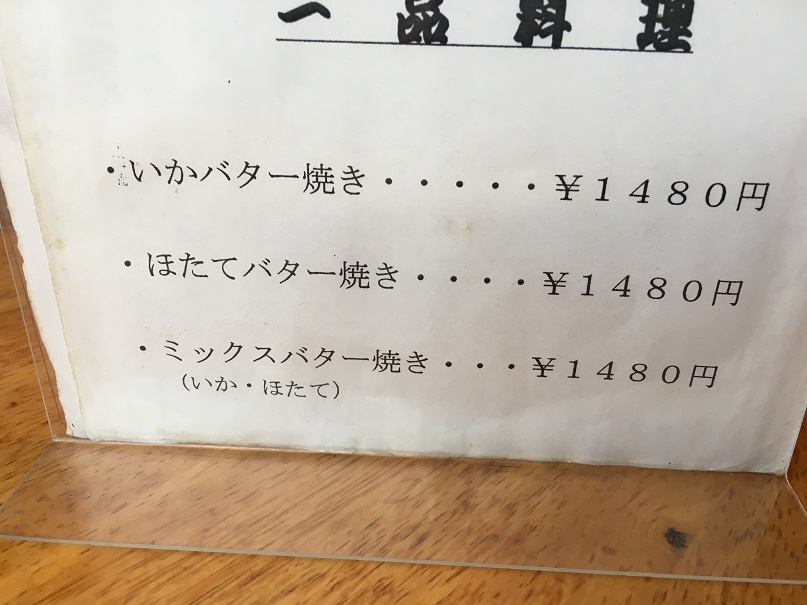 一品料理
・いかバター焼き・・・・・￥１４８０円
・ほたてバター焼き・・・・￥１４８０円
・ミックスバター焼き・・・￥１４８０円
（いか・ほたて）